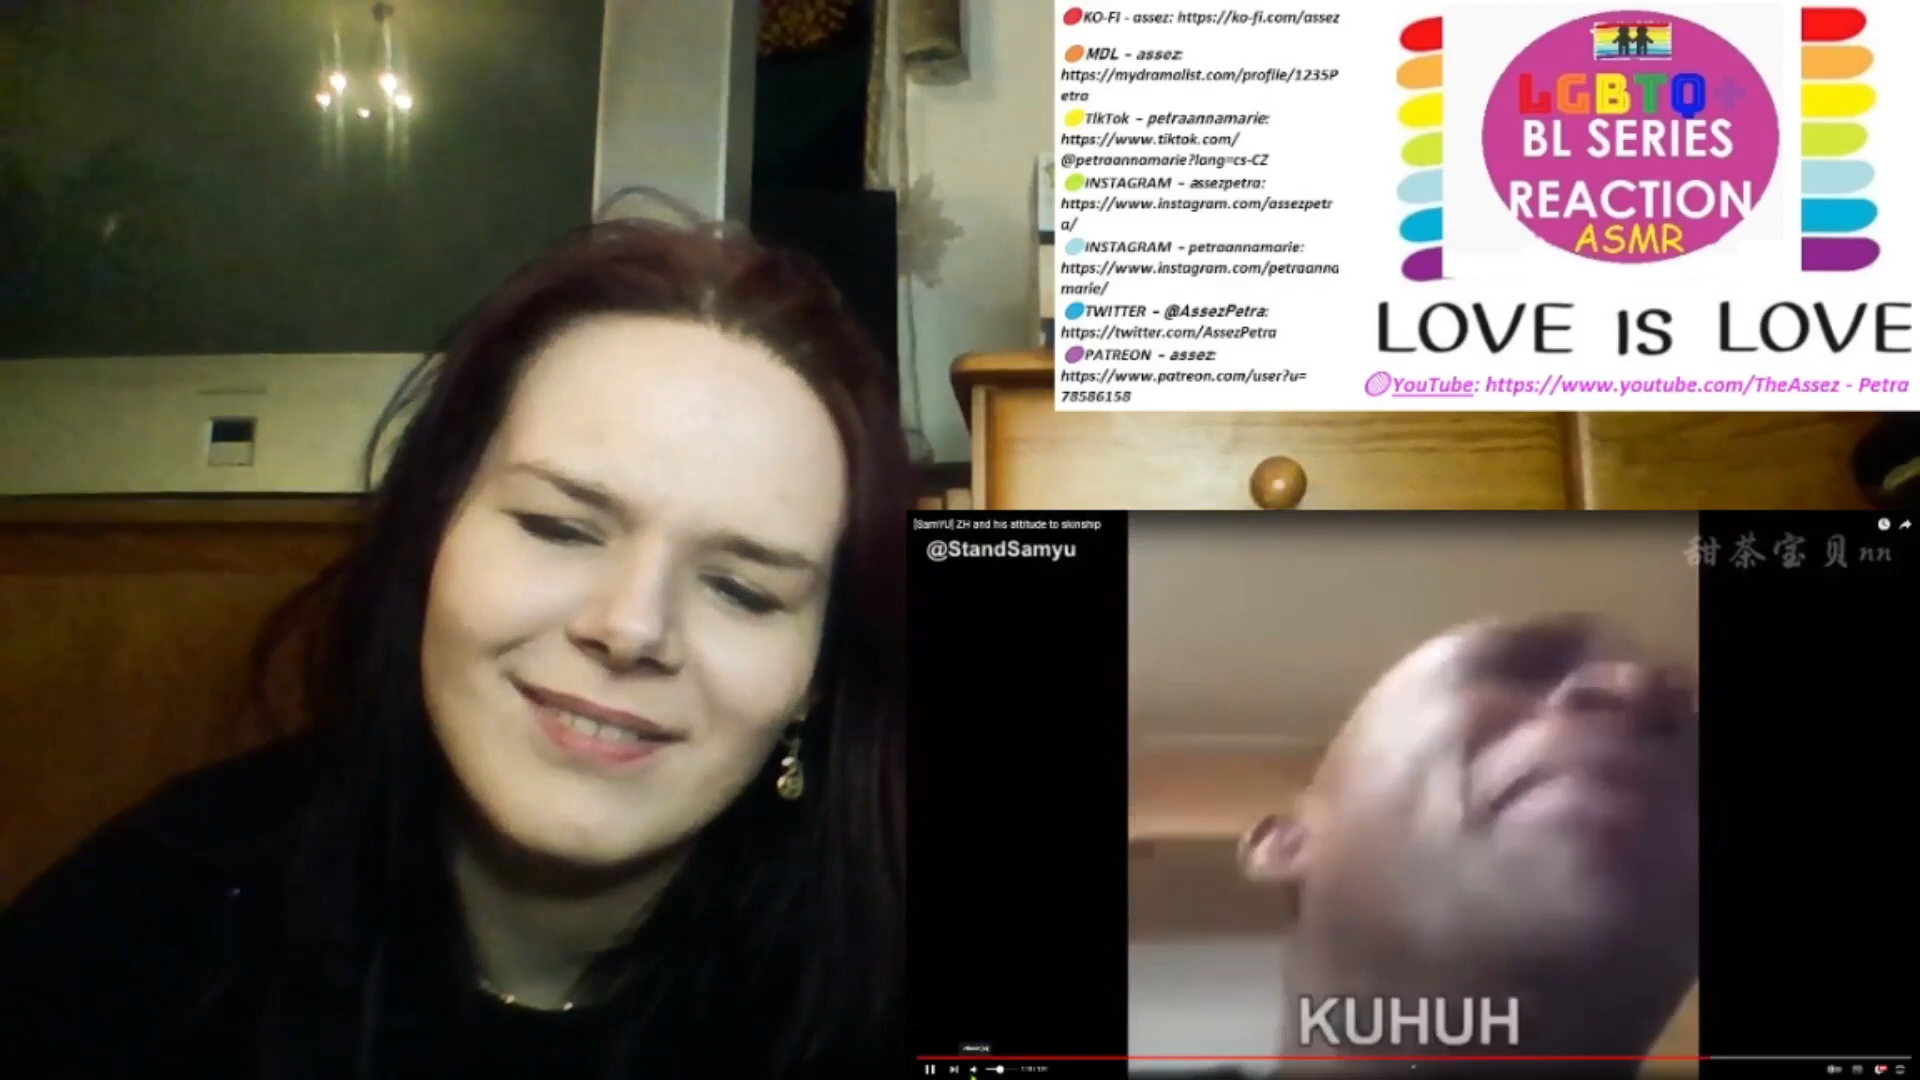 KO-FI - assez: https://ko-fi.com/assez
MDL – assez:
https://mydramalist.com/profile/1235P
etra
TikTok – petraannamarie:
https://www.tiktok.com/
@petraannamarie?lang=cs-CZ
INSTAGRAM – assezpetra:
https://www.instagram.com/assezpetr
a/
INSTAGRAM – petraannamarie:
https://www.instagram.com/petraanna
marie/
TWITTER – @AssezPetra:
https://twitter.com/AssezPetra
PATREON – assez:
https://www.patreon.com/user?u=
78586158
LGBTQ+
BL SERIES
REACTION
ASMR
LOVE IS LOVE
YouTube: https://www.youtube.com/TheAssez - Petra
[SamYU] ZH and his attitude to skinship
@StandSamyu
甜茶宝贝nn
KUHUH